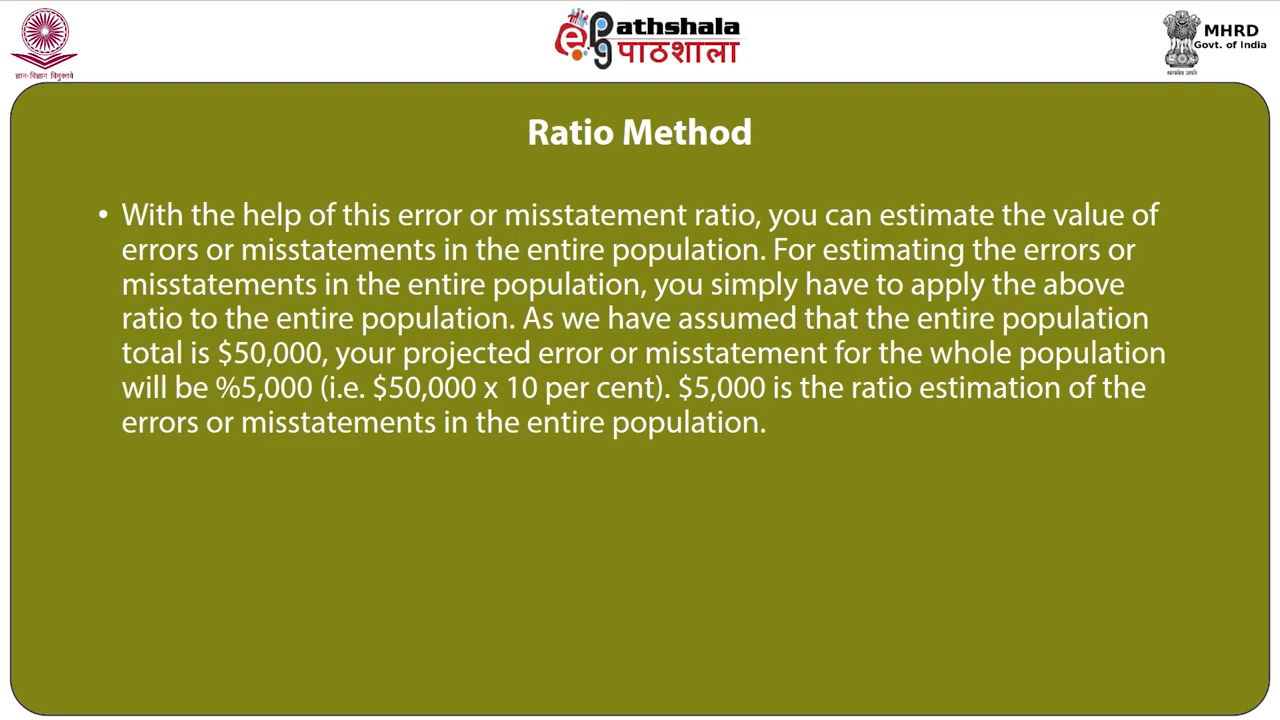 ज्ञान-विज्ञान विमुक्तये
ePathshala
पाठशाला
MHRD
Govt. of India
सत्यमेव जयते
Ratio Method
• With the help of this error or misstatement ratio, you can estimate the value of
errors or misstatements in the entire population. For estimating the errors or
misstatements in the entire population, you simply have to apply the above
ratio to the entire population. As we have assumed that the entire population
total is $50,000, your projected error or misstatement for the whole population
will be %5,000 (i.e. $50,000 x 10 per cent). $5,000 is the ratio estimation of the
errors or misstatements in the entire population.